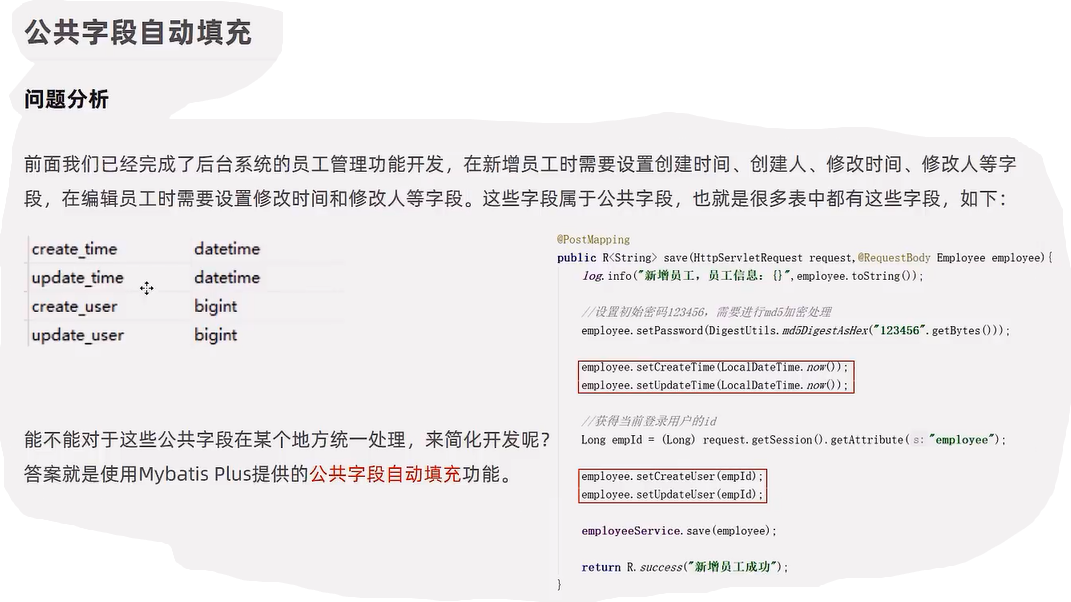 公共字段自动填充
问题分析
前面我们已经完成了后台系统的员工管理功能开发，在新增员工时需要设置创建时间、创建人、修改时间、修改人等字
段，在编辑员工时需要设置修改时间和修改人等字段。这些字段属于公共字段，也就是很多表中都有这些字段，如下：
create_time datetime
update_time datetime
create_user bigint
update_user bigint
能不能对于这些公共字段在某个地方统一处理，来简化开发呢？
答案就是使用Mybatis Plus提供的公共字段自动填充功能。
@PostMapping
public R<String> save(HttpServletRequest request,@RequestBody Employee employee){
log.info("新增员工，员工信息：{}",employee.toString());
//设置初始密码123456，需要进行md5加密处理
employee.setPassword(DigestUtils.md5DigestAsHex("123456".getBytes()));
employee.setCreateTime(LocalDateTime.now());
employee.setUpdateTime(LocalDateTime.now());
//获得当前登录用户的id
Long empId = (Long) request.getSession().getAttribute( s: "employee");
employee.setCreateUser(empId);
employee.setUpdateUser(empId);
employeeService.save(employee);
return R.success("新增员工成功");
}